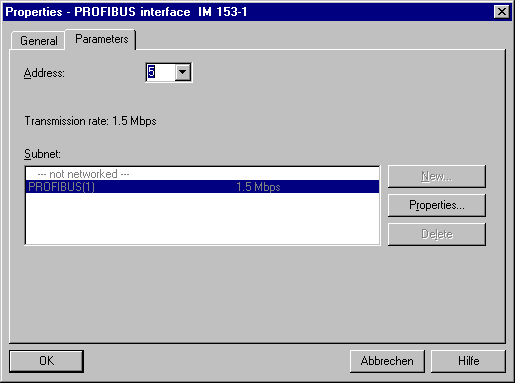 Properties - PROFIBUS interface  IM 153-1
General Parameters
Address: 5
Transmission rate: 1.5 Mbps
Subnet:
--- not networked ---
PROFIBUS(1) 1.5 Mbps
New...
Properties...
Delete
OK Abbrechen Hilfe